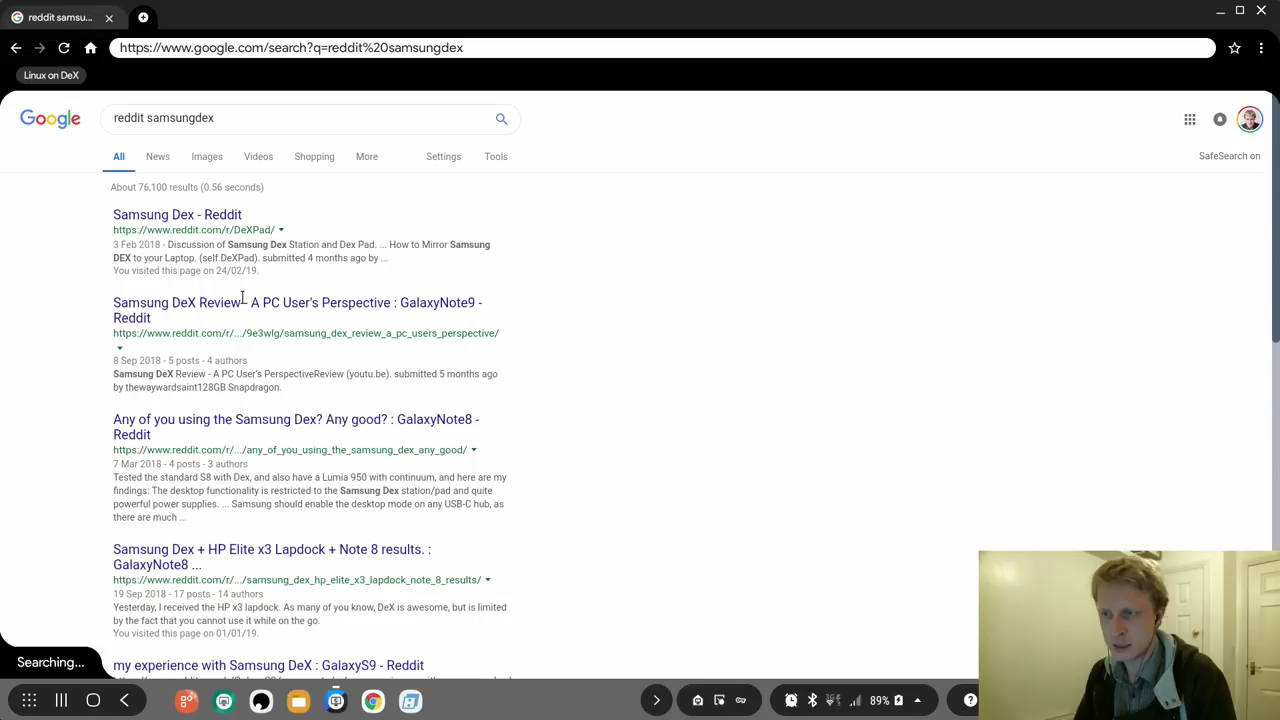 reddit samsu...
https://www.google.com/search?q=reddit%20samsungdex
Linux on DeX
Google
reddit samsungdex
All News Images Videos Shopping More Settings Tools
SafeSearch on
About 76,100 results (0.56 seconds)
Samsung Dex - Reddit
https://www.reddit.com/r/DeXPad/
3 Feb 2018 - Discussion of Samsung Dex Station and Dex Pad. ... How to Mirror Samsung
DEX to your Laptop. (self.DeXPad). submitted 4 months ago by ...
You visited this page on 24/02/19.
Samsung DeX Review - A PC User's Perspective : GalaxyNote9 -
Reddit
https://www.reddit.com/r/.../9e3wlg/samsung_dex_review_a_pc_users_perspective/
8 Sep 2018 - 5 posts - 4 authors
Samsung DeX Review - A PC User's PerspectiveReview (youtu.be). submitted 5 months ago
by thewaywardsaint128GB Snapdragon.
Any of you using the Samsung Dex? Any good? : GalaxyNote8 -
Reddit
https://www.reddit.com/r/.../any_of_you_using_the_samsung_dex_any_good/
7 Mar 2018 - 4 posts - 3 authors
Tested the standard S8 with Dex, and also have a Lumia 950 with continuum, and here are my
findings: The desktop functionality is restricted to the Samsung Dex station/pad and quite
powerful power supplies. ... Samsung should enable the desktop mode on any USB-C hub, as
there are much ...
Samsung Dex + HP Elite x3 Lapdock + Note 8 results. :
GalaxyNote8 ...
https://www.reddit.com/r/.../samsung_dex_hp_elite_x3_lapdock_note_8_results/
19 Sep 2018 - 17 posts - 14 authors
Yesterday, I received the HP x3 lapdock. As many of you know, DeX is awesome, but is limited
by the fact that you cannot use it while on the go.
You visited this page on 01/01/19.
Searching...
my experience with Samsung DeX : GalaxyS9 - Reddit
89%